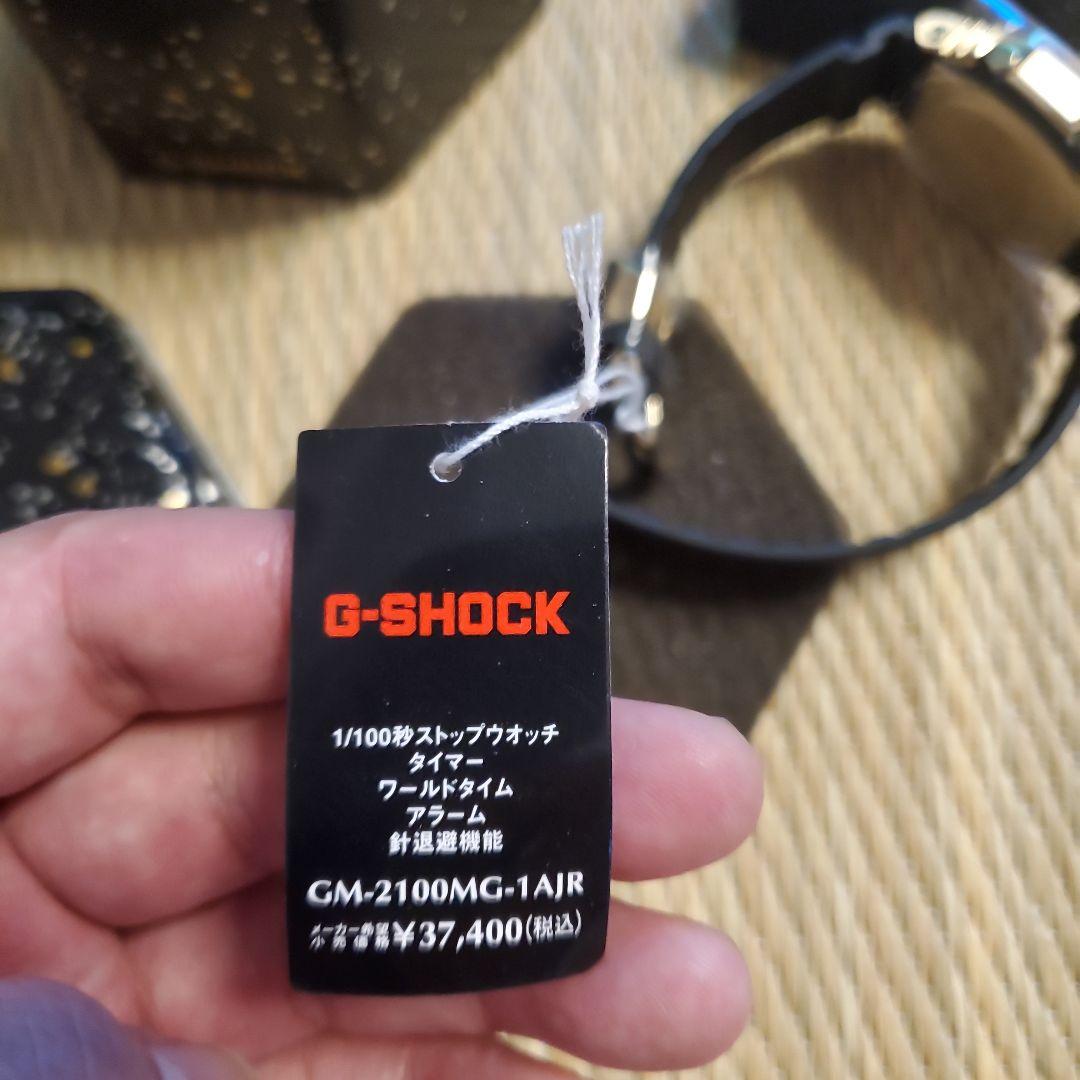 G-SHOCK
1/100秒ストップウオッチ
タイマー
ワールドタイム
アラーム
針退避機能
GM-2100MG-1AJR
メーカー希望
小売価格 ¥37,400(税込)